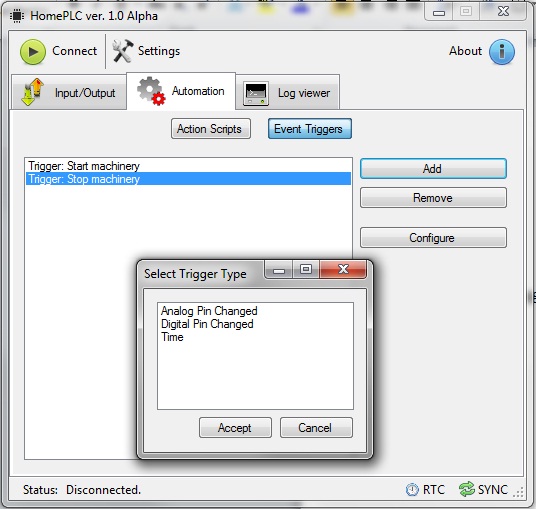 HomePLC ver. 1.0 Alpha
Connect Settings About
Input/Output Automation Log viewer
Action Scripts Event Triggers
Trigger: Start machinery
Trigger: Stop machinery
Add
Remove
Configure
Select Trigger Type
Analog Pin Changed
Digital Pin Changed
Time
Accept Cancel
Status: Disconnected. RTC SYNC